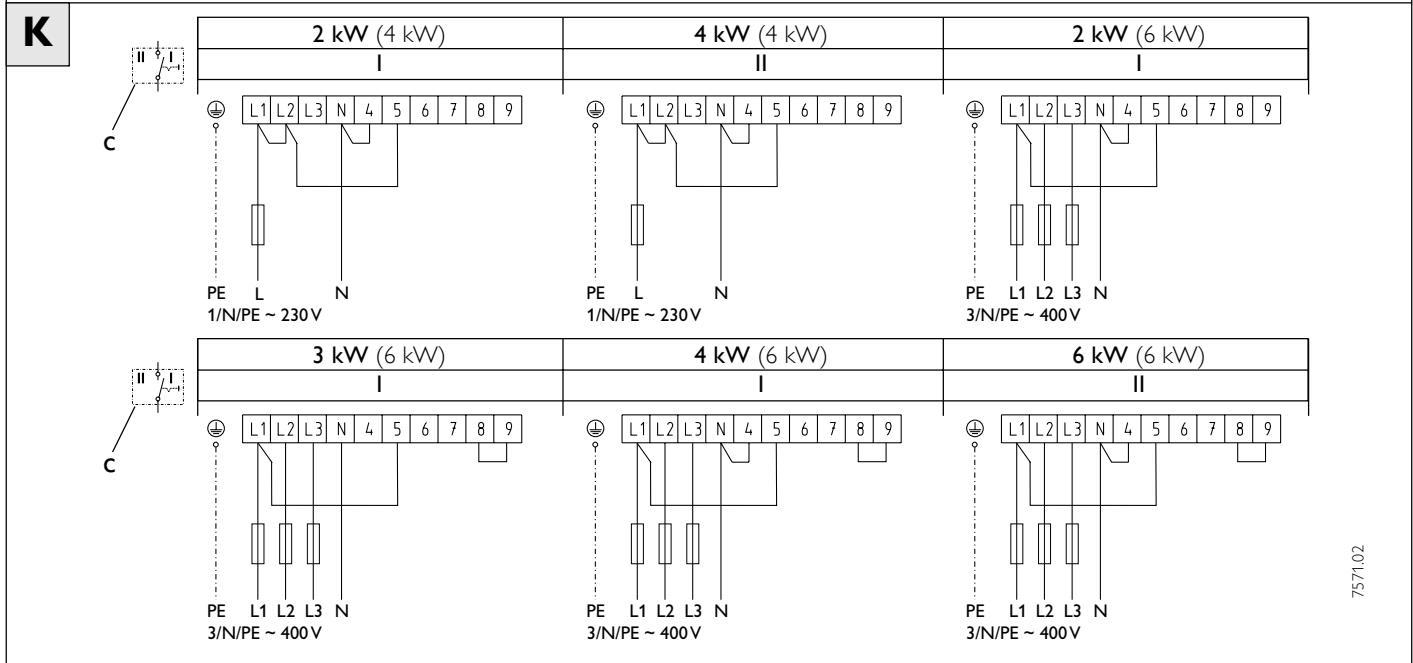 K
2 kW (4 kW) 4 kW (4 kW) 2 kW (6 kW)
II I I II I
C
L1 L2 L3 N 4 5 6 7 8 9 L1 L2 L3 N 4 5 6 7 8 9 L1 L2 L3 N 4 5 6 7 8 9
PE L N PE L N PE L1 L2 L3 N
1/N/PE ~ 230 V 1/N/PE ~ 230 V 3/N/PE ~ 400 V
3 kW (6 kW) 4 kW (6 kW) 6 kW (6 kW)
II I I I II
C
L1 L2 L3 N 4 5 6 7 8 9 L1 L2 L3 N 4 5 6 7 8 9 L1 L2 L3 N 4 5 6 7 8 9
PE L1 L2 L3 N PE L1 L2 L3 N PE L1 L2 L3 N
3/N/PE ~ 400 V 3/N/PE ~ 400 V 3/N/PE ~ 400 V
7571.02